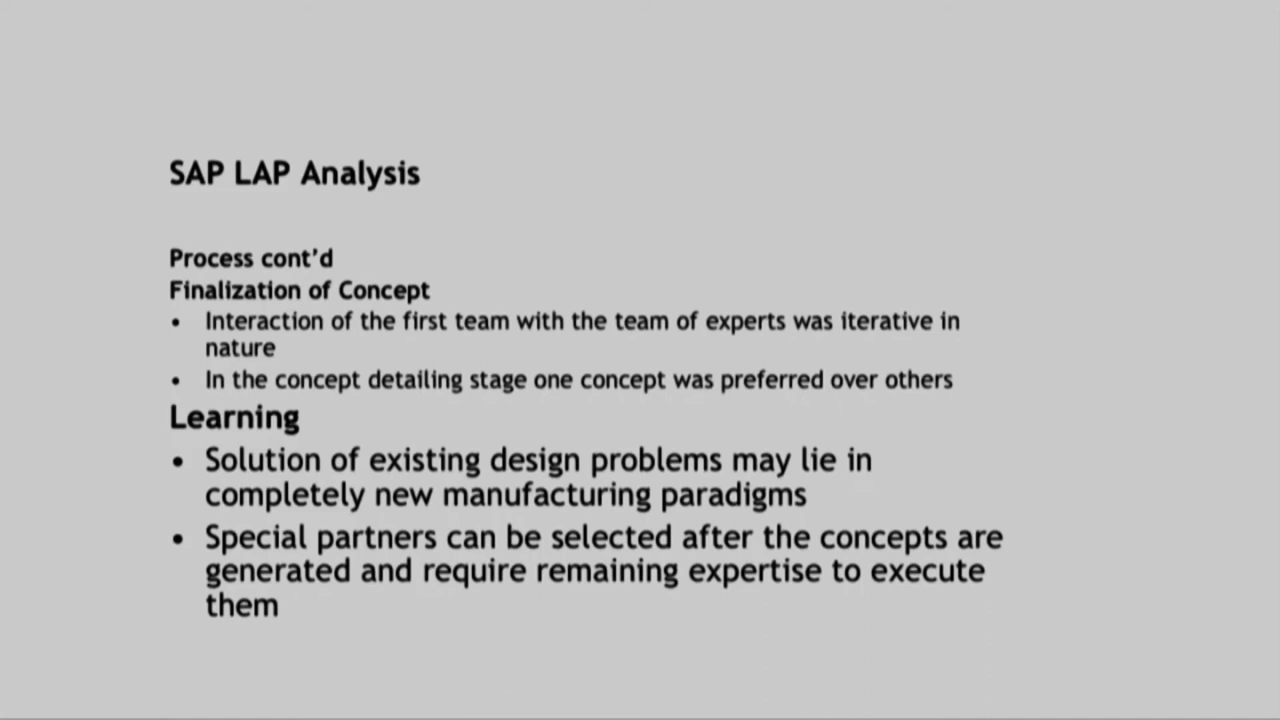 SAP LAP Analysis
Process cont’d
Finalization of Concept
• Interaction of the first team with the team of experts was iterative in
nature
• In the concept detailing stage one concept was preferred over others
Learning
• Solution of existing design problems may lie in
completely new manufacturing paradigms
• Special partners can be selected after the concepts are
generated and require remaining expertise to execute
them